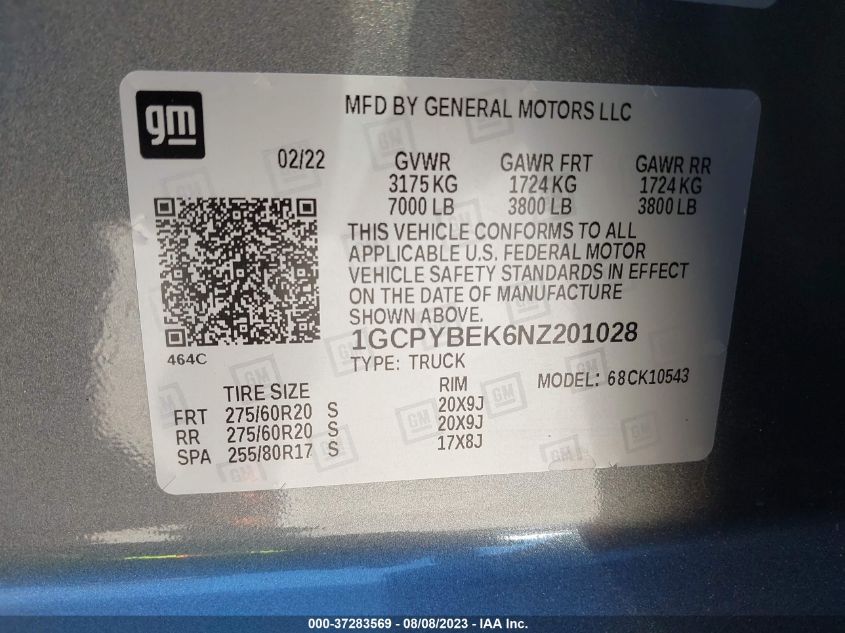 gm
MFD BY GENERAL MOTORS LLC
02/22 GVWR GAWR FRT GAWR RR
3175 KG 1724 KG 1724 KG
7000 LB 3800 LB 3800 LB
THIS VEHICLE CONFORMS TO ALL
APPLICABLE U.S. FEDERAL MOTOR
VEHICLE SAFETY STANDARDS IN EFFECT
ON THE DATE OF MANUFACTURE
SHOWN ABOVE.
1GCPYBEK6NZ201028
464C
TYPE: TRUCK
MODEL: 68CK10543
TIRE SIZE RIM
FRT 275/60R20 S 20X9J
RR 275/60R20 S 20X9J
SPA 255/80R17 S 17X8J
000-37283569 - 08/08/2023 - IAAI.com